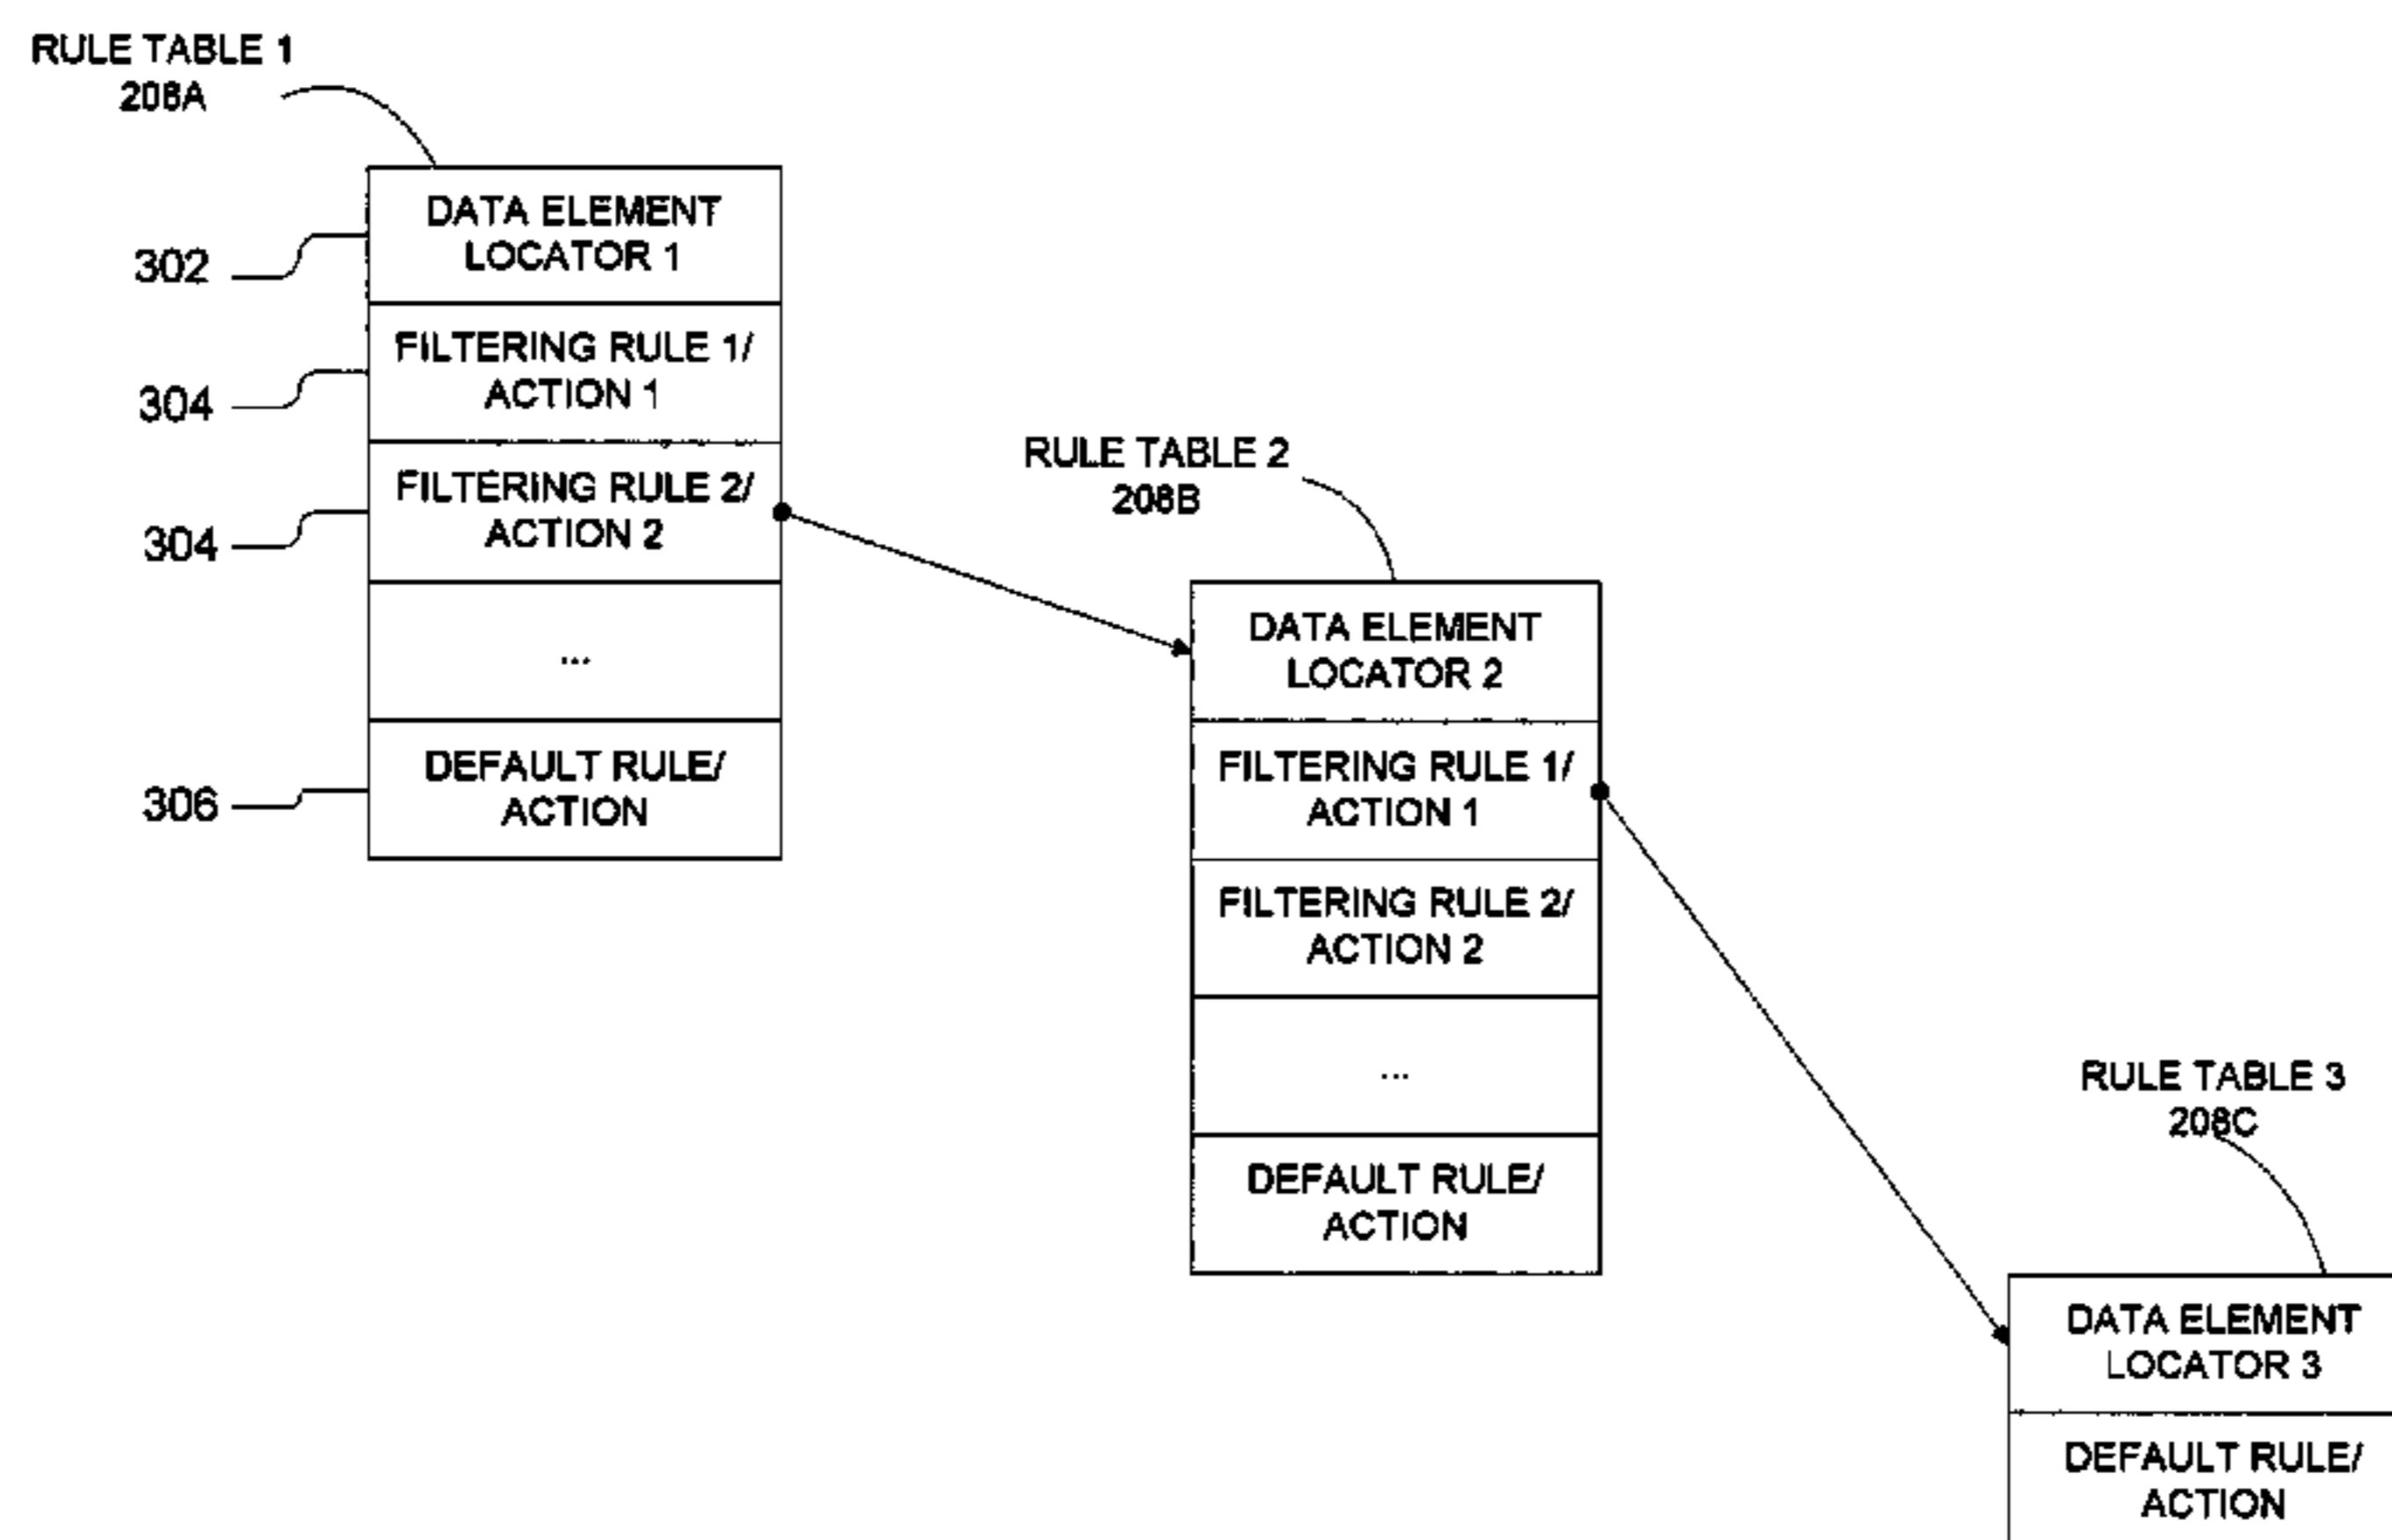 RULE TABLE 1
208A
DATA ELEMENT
LOCATOR 1
302
FILTERING RULE 1/
ACTION 1
304
FILTERING RULE 2/
ACTION 2
304
...
DEFAULT RULE/
ACTION
306
RULE TABLE 2
208B
DATA ELEMENT
LOCATOR 2
FILTERING RULE 1/
ACTION 1
FILTERING RULE 2/
ACTION 2
...
DEFAULT RULE/
ACTION
RULE TABLE 3
208C
DATA ELEMENT
LOCATOR 3
DEFAULT RULE/
ACTION